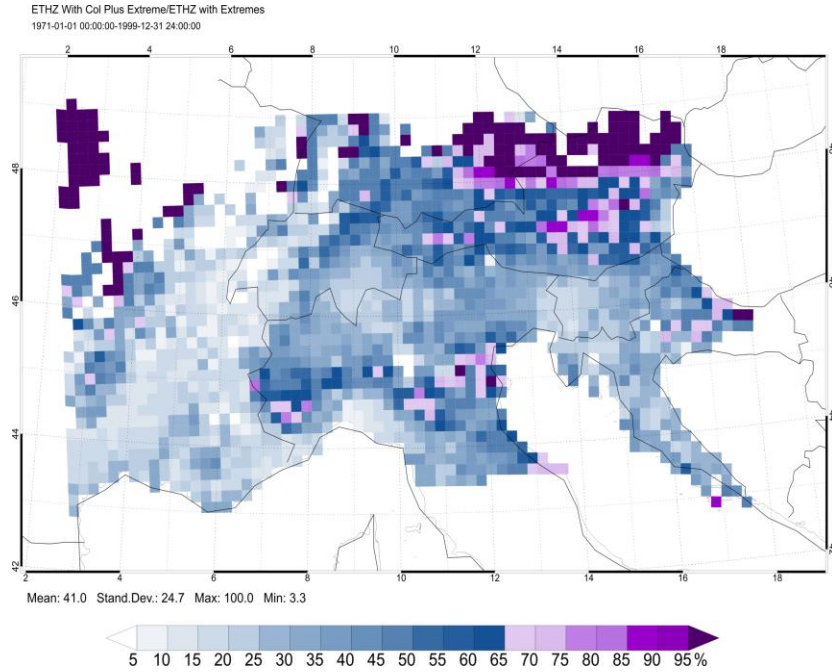 ETHZ With Col Plus Extreme/ETHZ with Extremes
1971-01-01 00:00:00-1999-12-31 24:00:00
2 4 6 8 10 12 14 16 18
48
46
44
42
2 4 6 8 10 12 14 16 18
Mean: 41.0 Stand.Dev.: 24.7 Max: 100.0 Min: 3.3
5 10 15 20 25 30 35 40 45 50 55 60 65 70 75 80 85 90 95 %